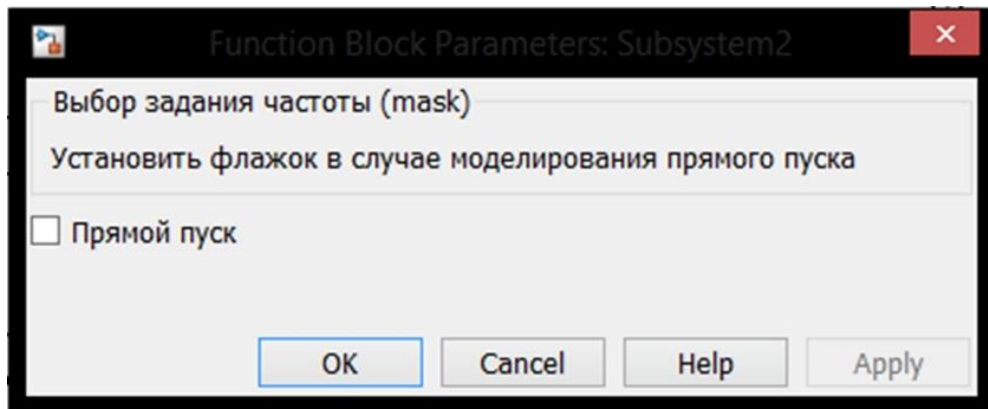 Function Block Parameters: Subsystem2
Выбор задания частоты (mask)
Установить флажок в случае моделирования прямого пуска
Прямой пуск
OK Cancel Help Apply